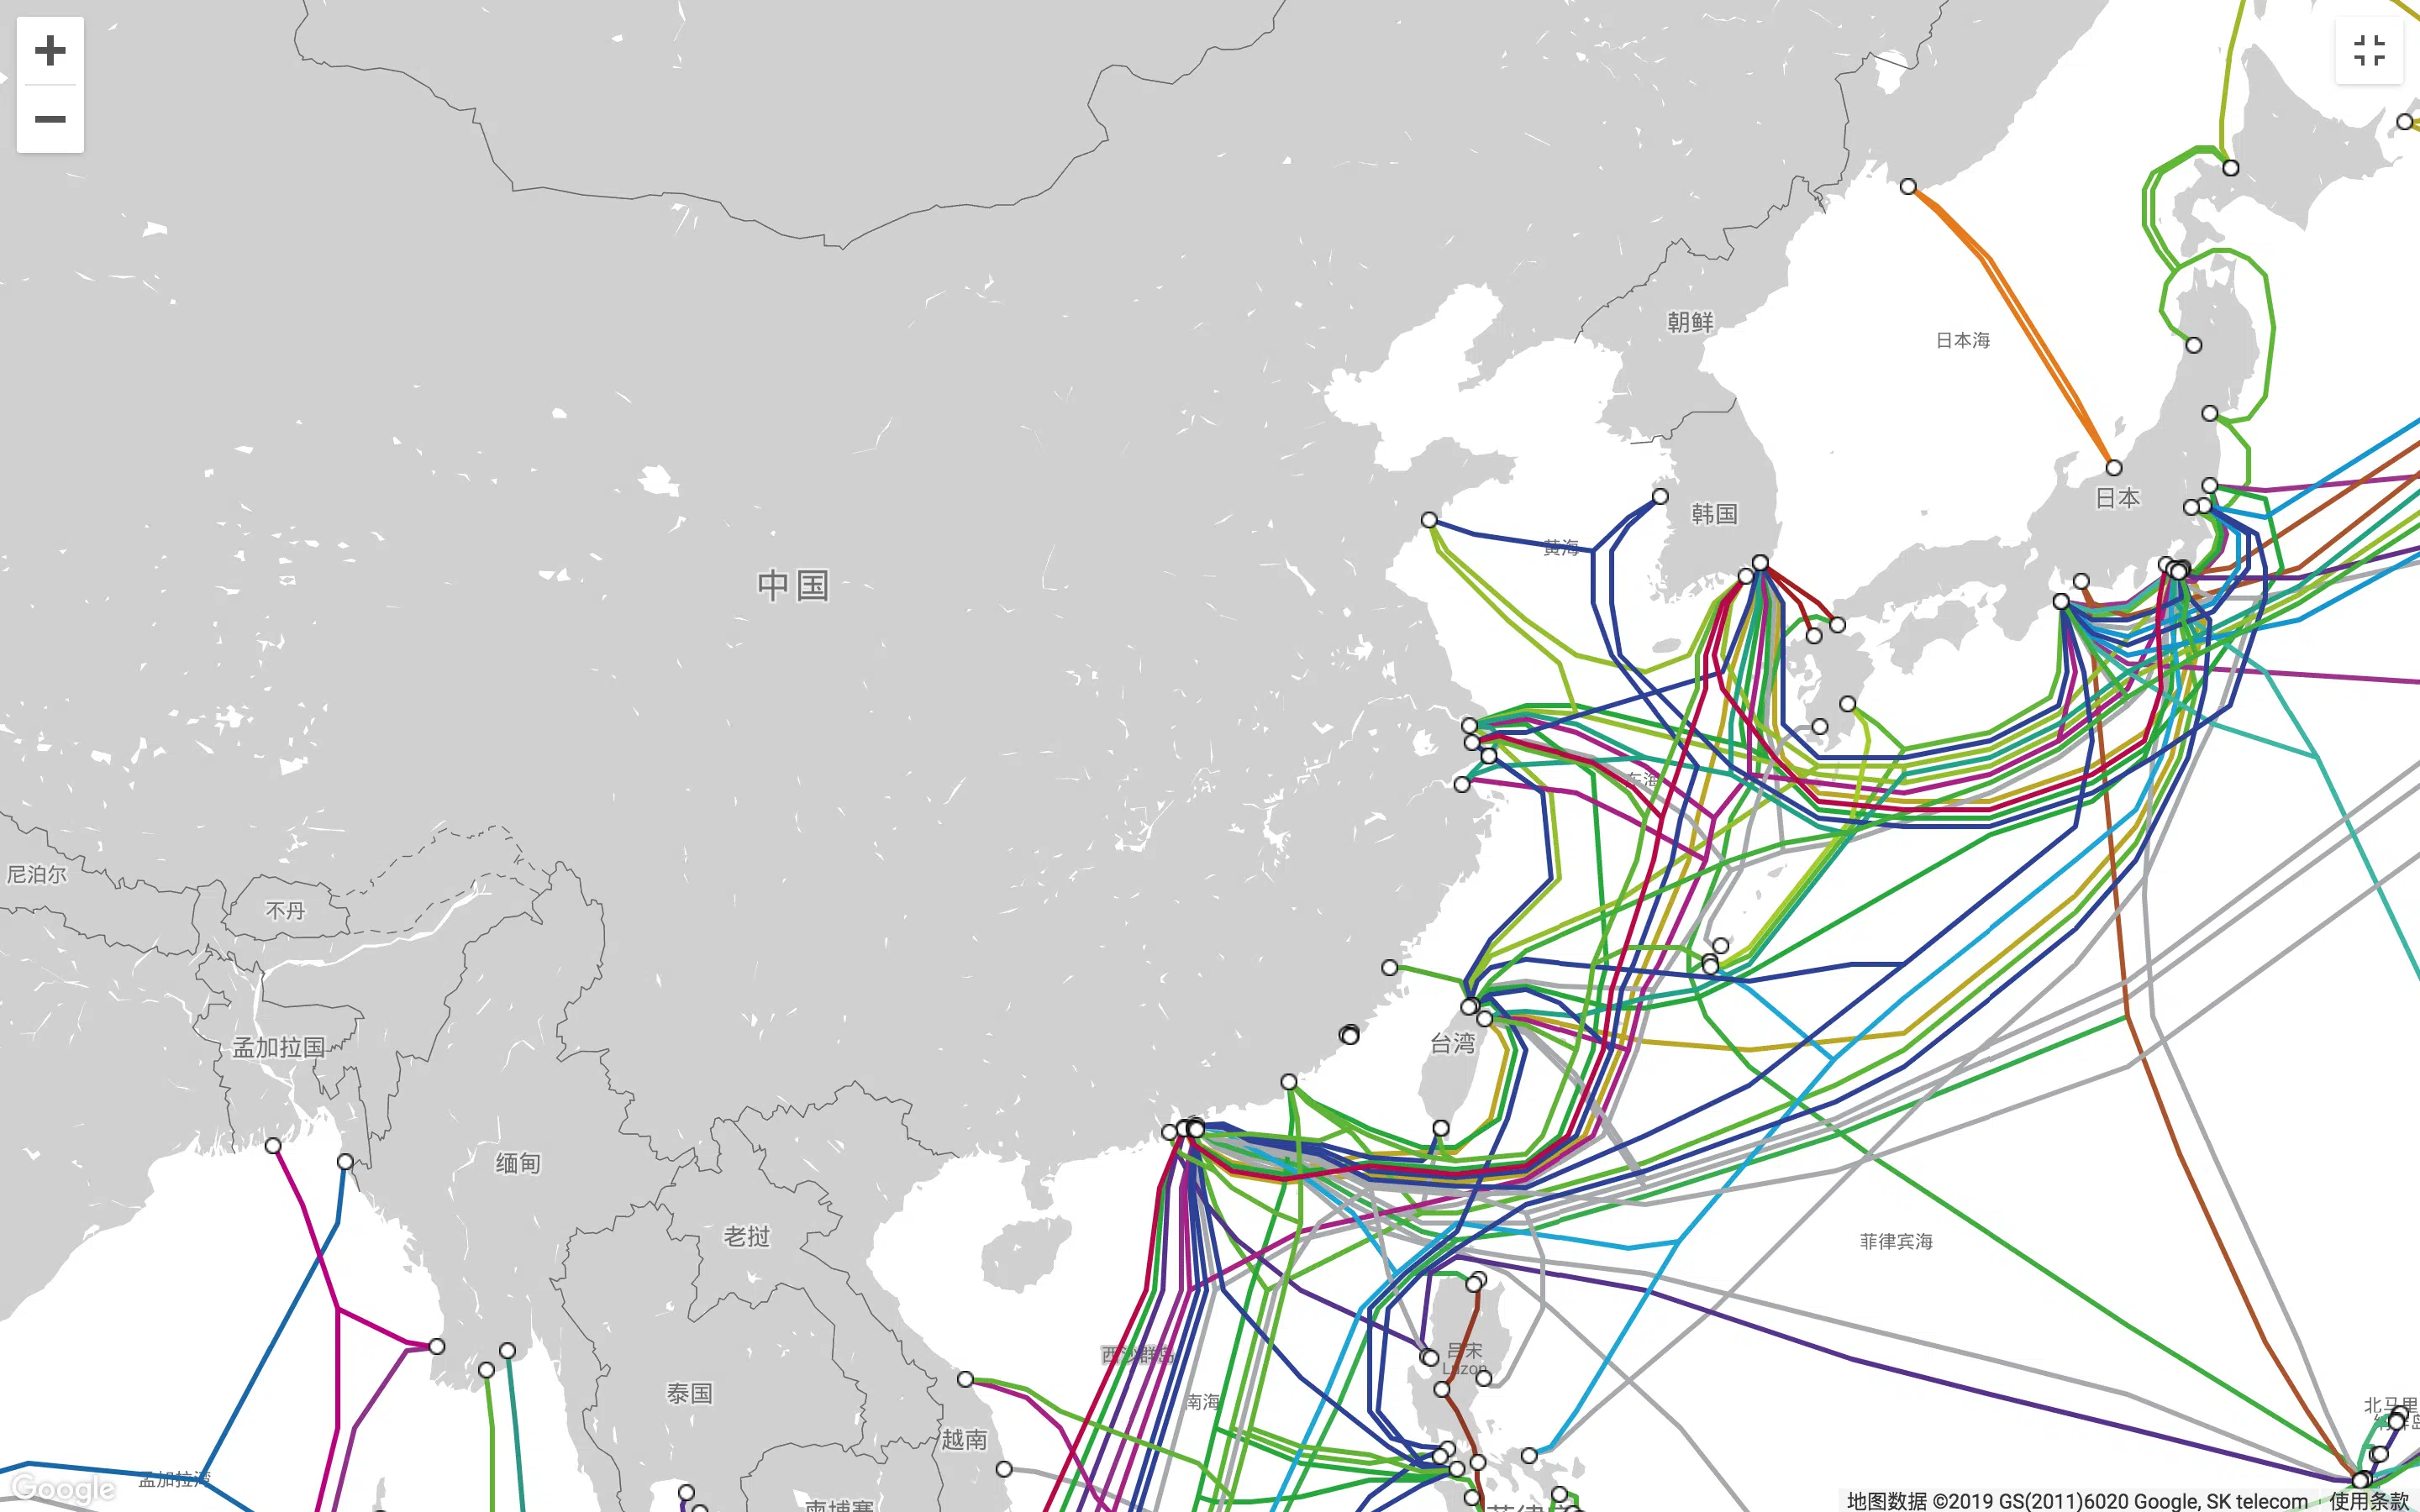 朝鲜
日本海
日本
韩国
黄海
中国
东海
尼泊尔
不丹
孟加拉国
台湾
缅甸
老挝
菲律宾海
西沙群岛
吕宋
Luzon
泰国
南海
越南
北马里
孟加拉湾
Google
地图数据 ©2019 GS(2011)6020 Google, SK telecom
使用条款